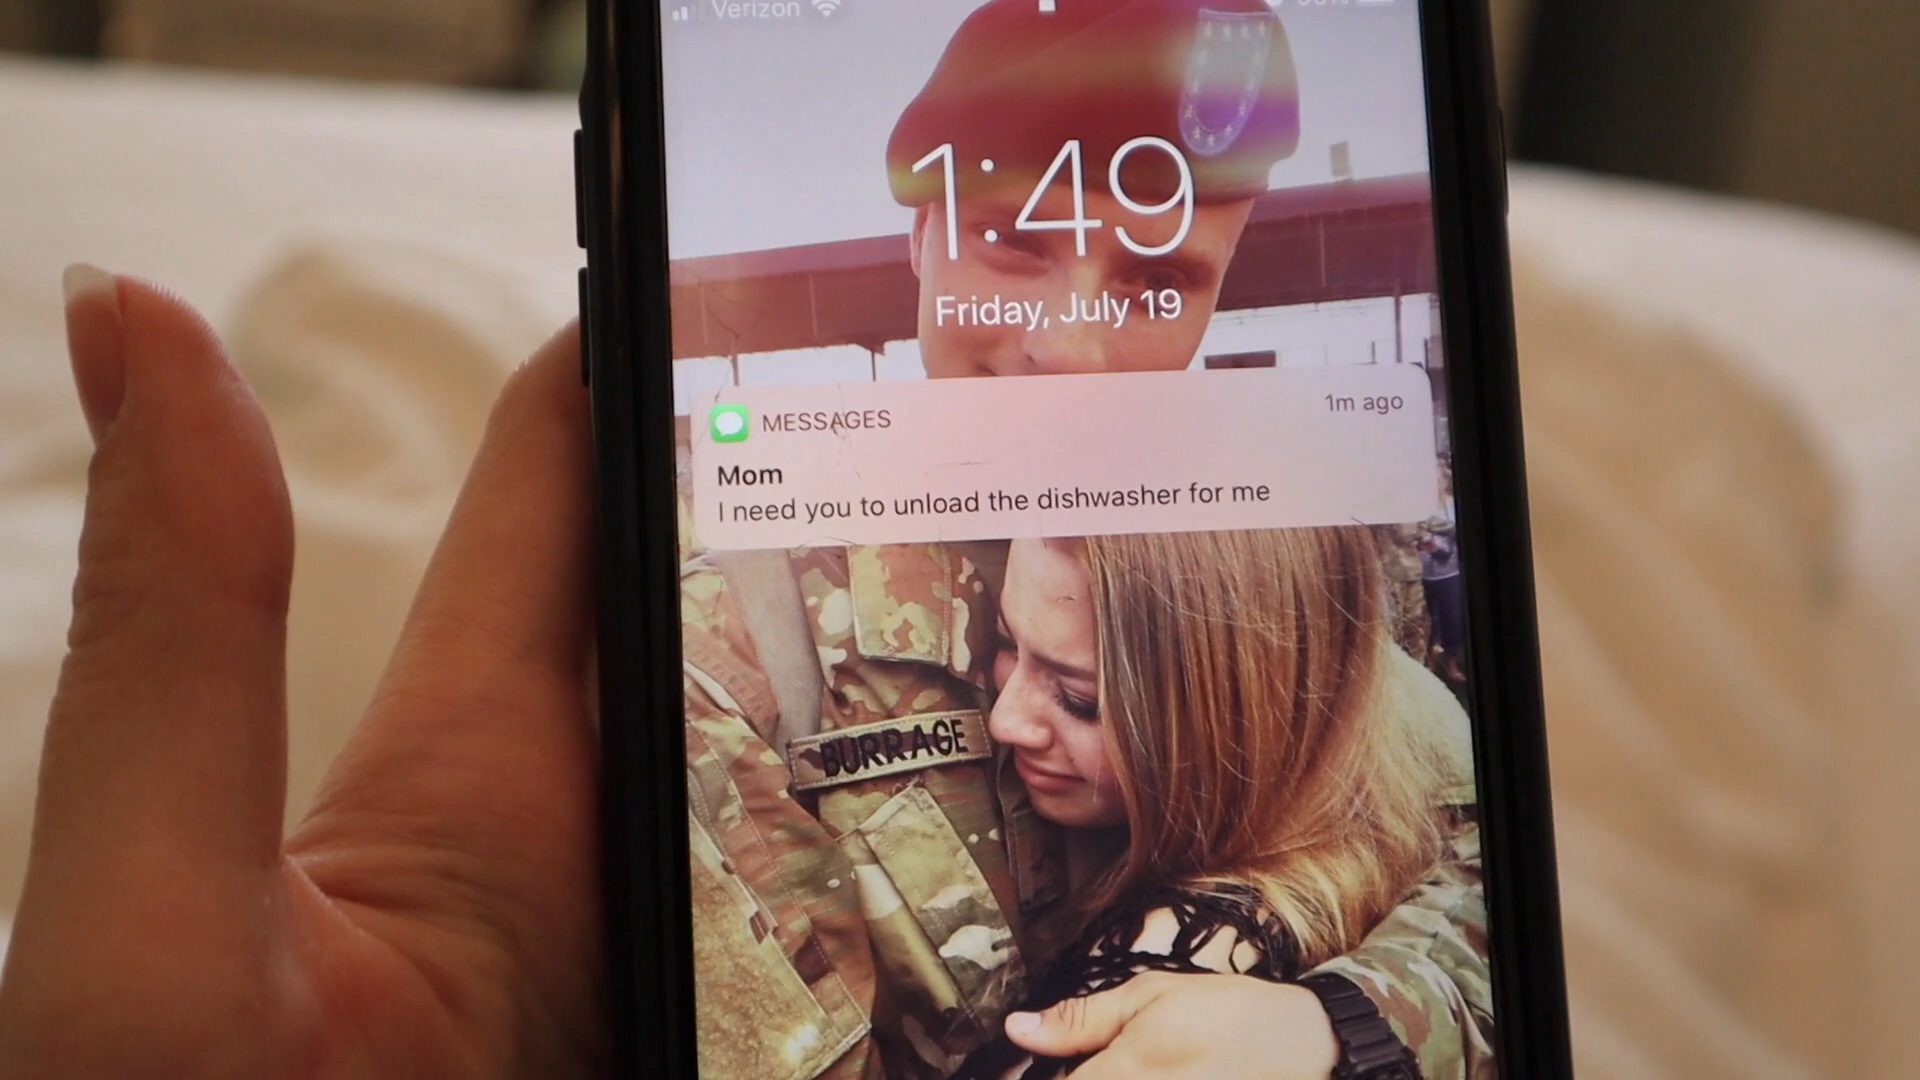 Verizon
1:49
Friday, July 19
MESSAGES
1m ago
Mom
I need you to unload the dishwasher for me
BURRAGE